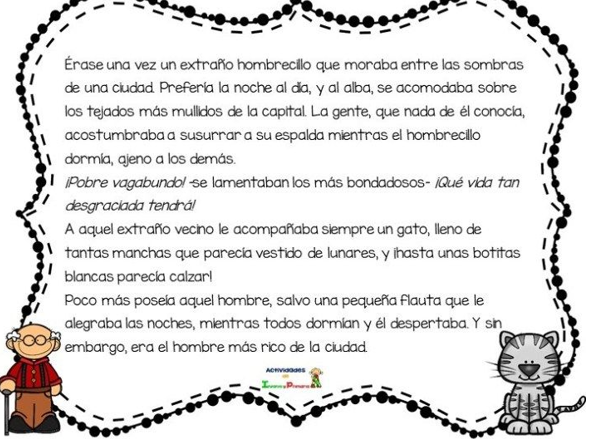 Érase una vez un extraño hombrecillo que moraba entre las sombras
de una ciudad. Prefería la noche al día, y al alba, se acomodaba sobre
los tejados más mullidos de la capital. La gente, que nada de él conocía,
acostumbraba a susurrar a su espalda mientras el hombrecillo
dormía, ajeno a los demás.
¡Pobre vagabundo! -se lamentaban los más bondadosos- ¡Qué vida tan
desgraciada tendrá!
A aquel extraño vecino le acompañaba siempre un gato, lleno de
tantas manchas que parecía vestido de lunares, y ¡hasta unas botitas
blancas parecía calzar!
Poco más poseía aquel hombre, salvo una pequeña flauta que le
alegraba las noches, mientras todos dormían y él despertaba. Y sin
embargo, era el hombre más rico de la ciudad.
Actividades
de
Infantil y Primaria